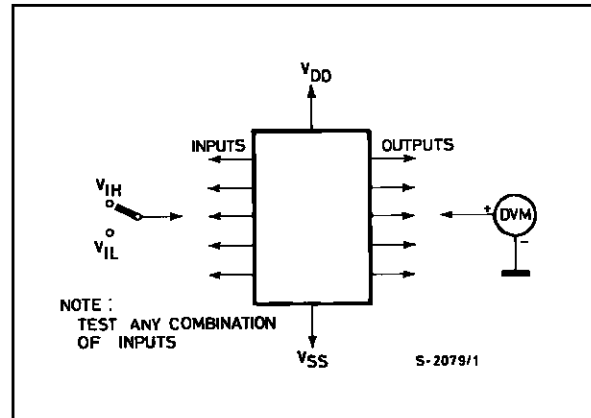 VDD
INPUTS
OUTPUTS
VIH
VIL
+
DVM
-
NOTE :
TEST ANY COMBINATION
OF INPUTS
VSS
S-2079/1